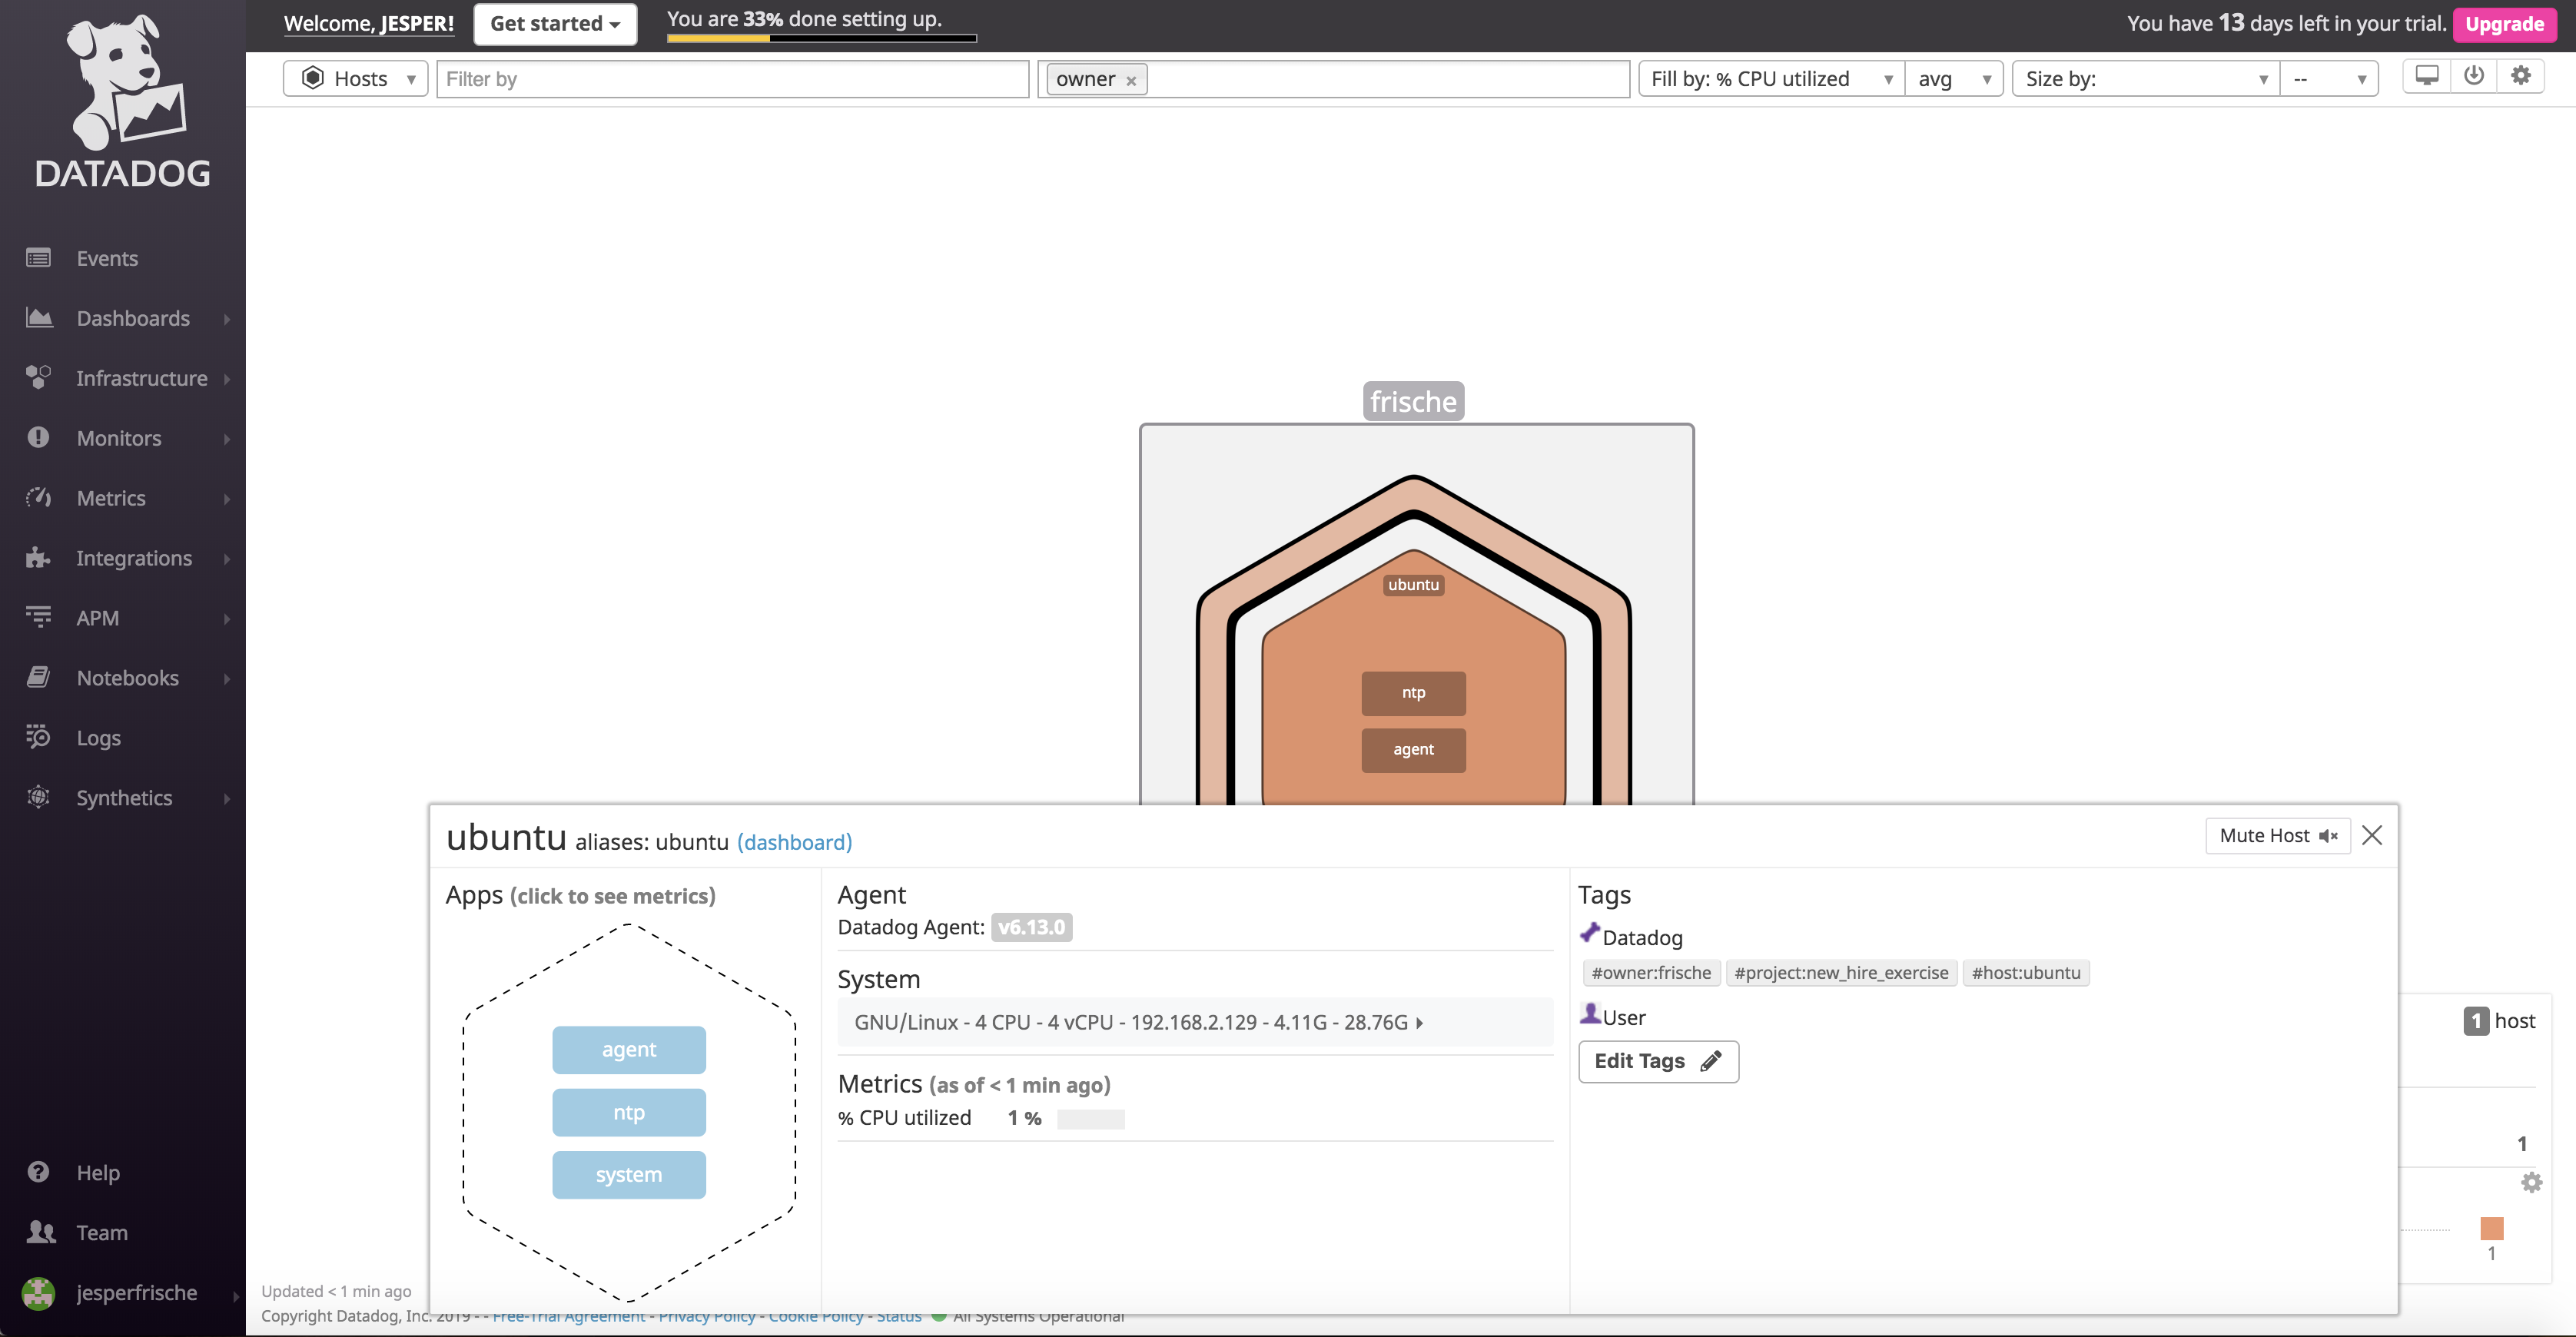 Welcome, JESPER!
Get started
You are 33% done setting up.
You have 13 days left in your trial.
Upgrade
DATADOG
Hosts
Filter by
owner ×
Fill by: % CPU utilized
avg
Size by:
--
Events
Dashboards
Infrastructure
Monitors
Metrics
Integrations
APM
Notebooks
Logs
Synthetics
Help
Team
jesperfrische
frische
ubuntu
ntp
agent
ubuntu aliases: ubuntu (dashboard)
Mute Host
Apps (click to see metrics)
agent
ntp
system
Agent
Datadog Agent: v6.13.0
System
GNU/Linux - 4 CPU - 4 vCPU - 192.168.2.129 - 4.11G - 28.76G
Metrics (as of < 1 min ago)
% CPU utilized 1 %
Tags
Datadog
#owner:frische #project:new_hire_exercise #host:ubuntu
User
Edit Tags
1 host
1
1
Updated < 1 min ago
Copyright Datadog, Inc. 2019 - - Free-Trial Agreement - Privacy Policy - Cookie Policy - Status All Systems Operational